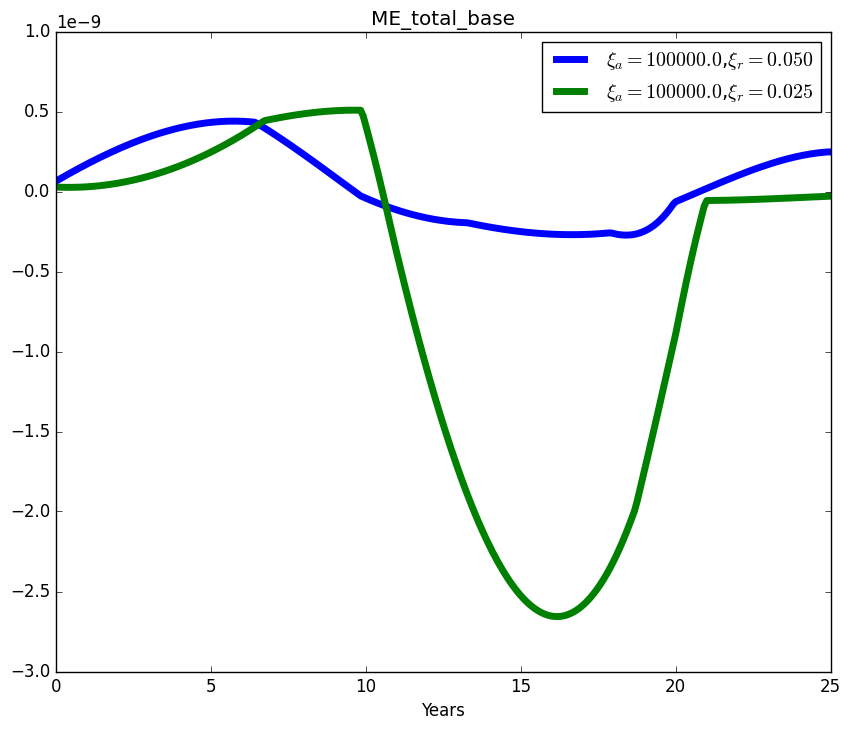 ME_total_base
1e−9
1.0
0.5
0.0
−0.5
−1.0
−1.5
−2.0
−2.5
−3.0
ξₐ = 100000.0,ξᵣ = 0.050
ξₐ = 100000.0,ξᵣ = 0.025
0 5 10 15 20 25
Years